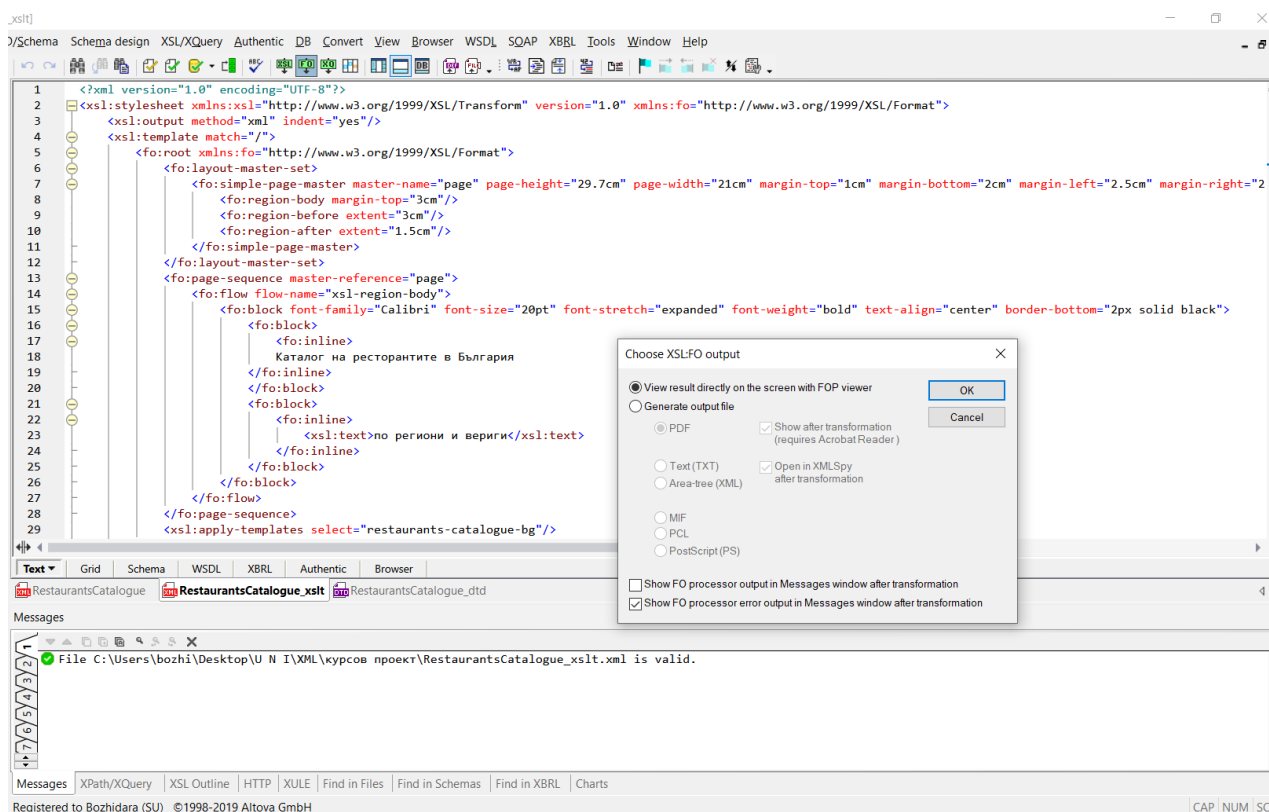 _xslt]
D/Schema Schema design XSL/XQuery Authentic DB Convert View Browser WSDL SOAP XBRL Tools Window Help
1 <?xml version="1.0" encoding="UTF-8"?>
2 <xsl:stylesheet xmlns:xsl="http://www.w3.org/1999/XSL/Transform" version="1.0" xmlns:fo="http://www.w3.org/1999/XSL/Format">
3 <xsl:output method="xml" indent="yes"/>
4 <xsl:template match="/">
5 <fo:root xmlns:fo="http://www.w3.org/1999/XSL/Format">
6 <fo:layout-master-set>
7 <fo:simple-page-master master-name="page" page-height="29.7cm" page-width="21cm" margin-top="1cm" margin-bottom="2cm" margin-left="2.5cm" margin-right="2
8 <fo:region-body margin-top="3cm"/>
9 <fo:region-before extent="3cm"/>
10 <fo:region-after extent="1.5cm"/>
11 </fo:simple-page-master>
12 </fo:layout-master-set>
13 <fo:page-sequence master-reference="page">
14 <fo:flow flow-name="xsl-region-body">
15 <fo:block font-family="Calibri" font-size="20pt" font-stretch="expanded" font-weight="bold" text-align="center" border-bottom="2px solid black">
16 <fo:block>
17 <fo:inline>
18 Каталог на ресторантите в България
19 </fo:inline>
20 </fo:block>
21 <fo:block>
22 <fo:inline>
23 <xsl:text>по региони и вериги</xsl:text>
24 </fo:inline>
25 </fo:block>
26 </fo:block>
27 </fo:flow>
28 </fo:page-sequence>
29 <xsl:apply-templates select="restaurants-catalogue-bg"/>
Choose XSL:FO output
View result directly on the screen with FOP viewer
OK
Generate output file
Cancel
PDF
Show after transformation
(requires Acrobat Reader )
Text (TXT)
Open in XMLSpy
after transformation
Area-tree (XML)
MIF
PCL
PostScript (PS)
Show FO processor output in Messages window after transformation
Show FO processor error output in Messages window after transformation
Text Grid Schema WSDL XBRL Authentic Browser
RestaurantsCatalogue RestaurantsCatalogue_xslt RestaurantsCatalogue_dtd
Messages
File C:\Users\bozhi\Desktop\U N I\XML\курсов проект\RestaurantsCatalogue_xslt.xml is valid.
1
2
3
4
5
6
7
Messages XPath/XQuery XSL Outline HTTP XULE Find in Files Find in Schemas Find in XBRL Charts
Registered to Bozhidara (SU) ©1998-2019 Altova GmbH CAP NUM SC